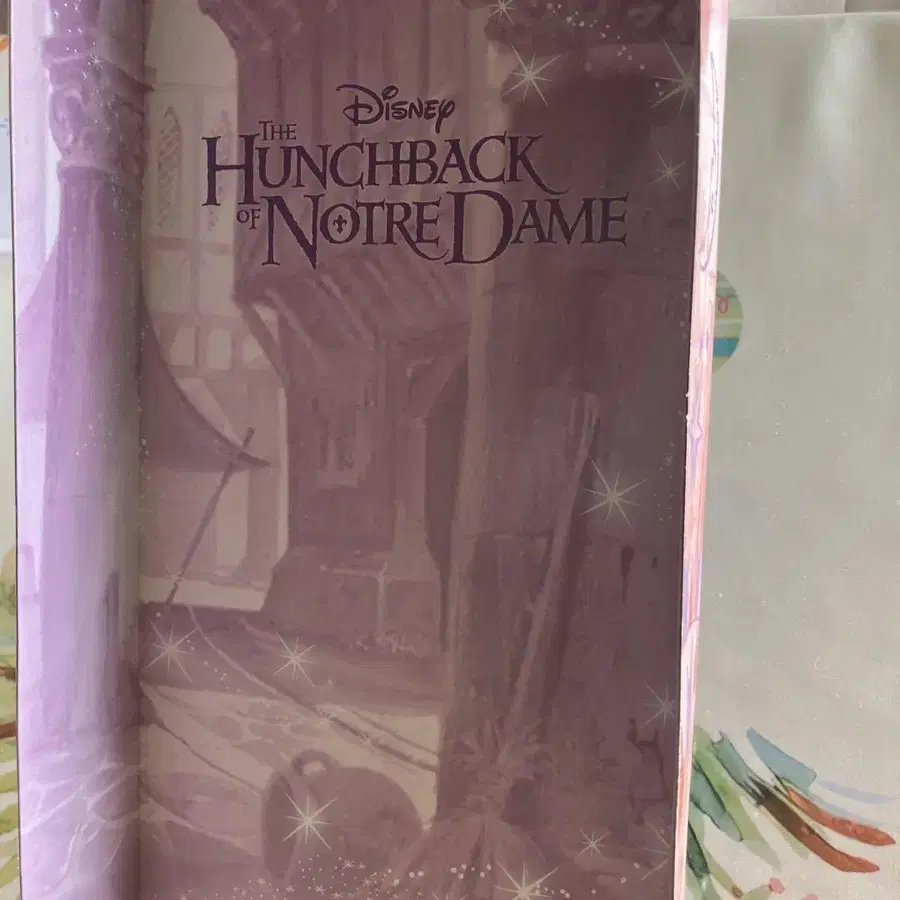 Disney
THE
HUNCHBACK
OF NOTRE DAME